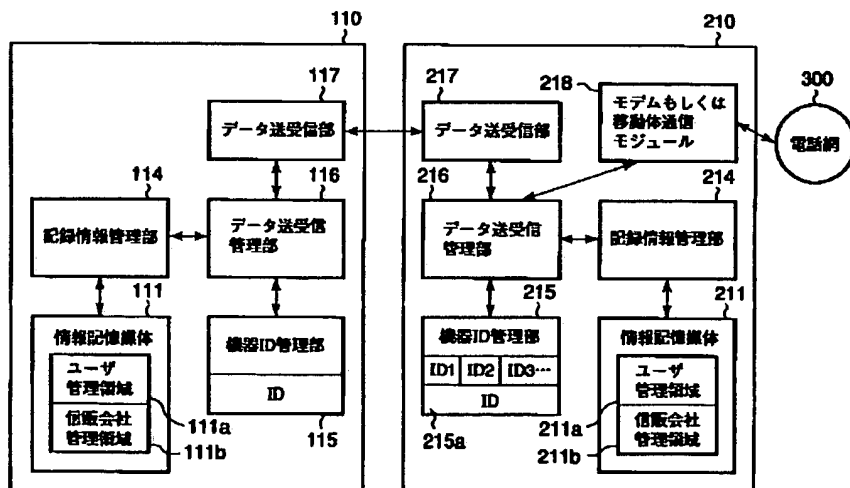 110
210
117
データ送受信部
217
データ送受信部
218
モデムもしくは
移動体通信
モジュール
300
電話網
114
記録情報管理部
116
データ送受信
管理部
216
データ送受信
管理部
214
記録情報管理部
111
情報記憶媒体
ユーザ
管理領域
信販会社
管理領域
111a
111b
機器ID管理部
ID
115
215
機器ID管理部
ID1 ID2 ID3…
ID
215a
211
情報記憶媒体
ユーザ
管理領域
信販会社
管理領域
211a
211b